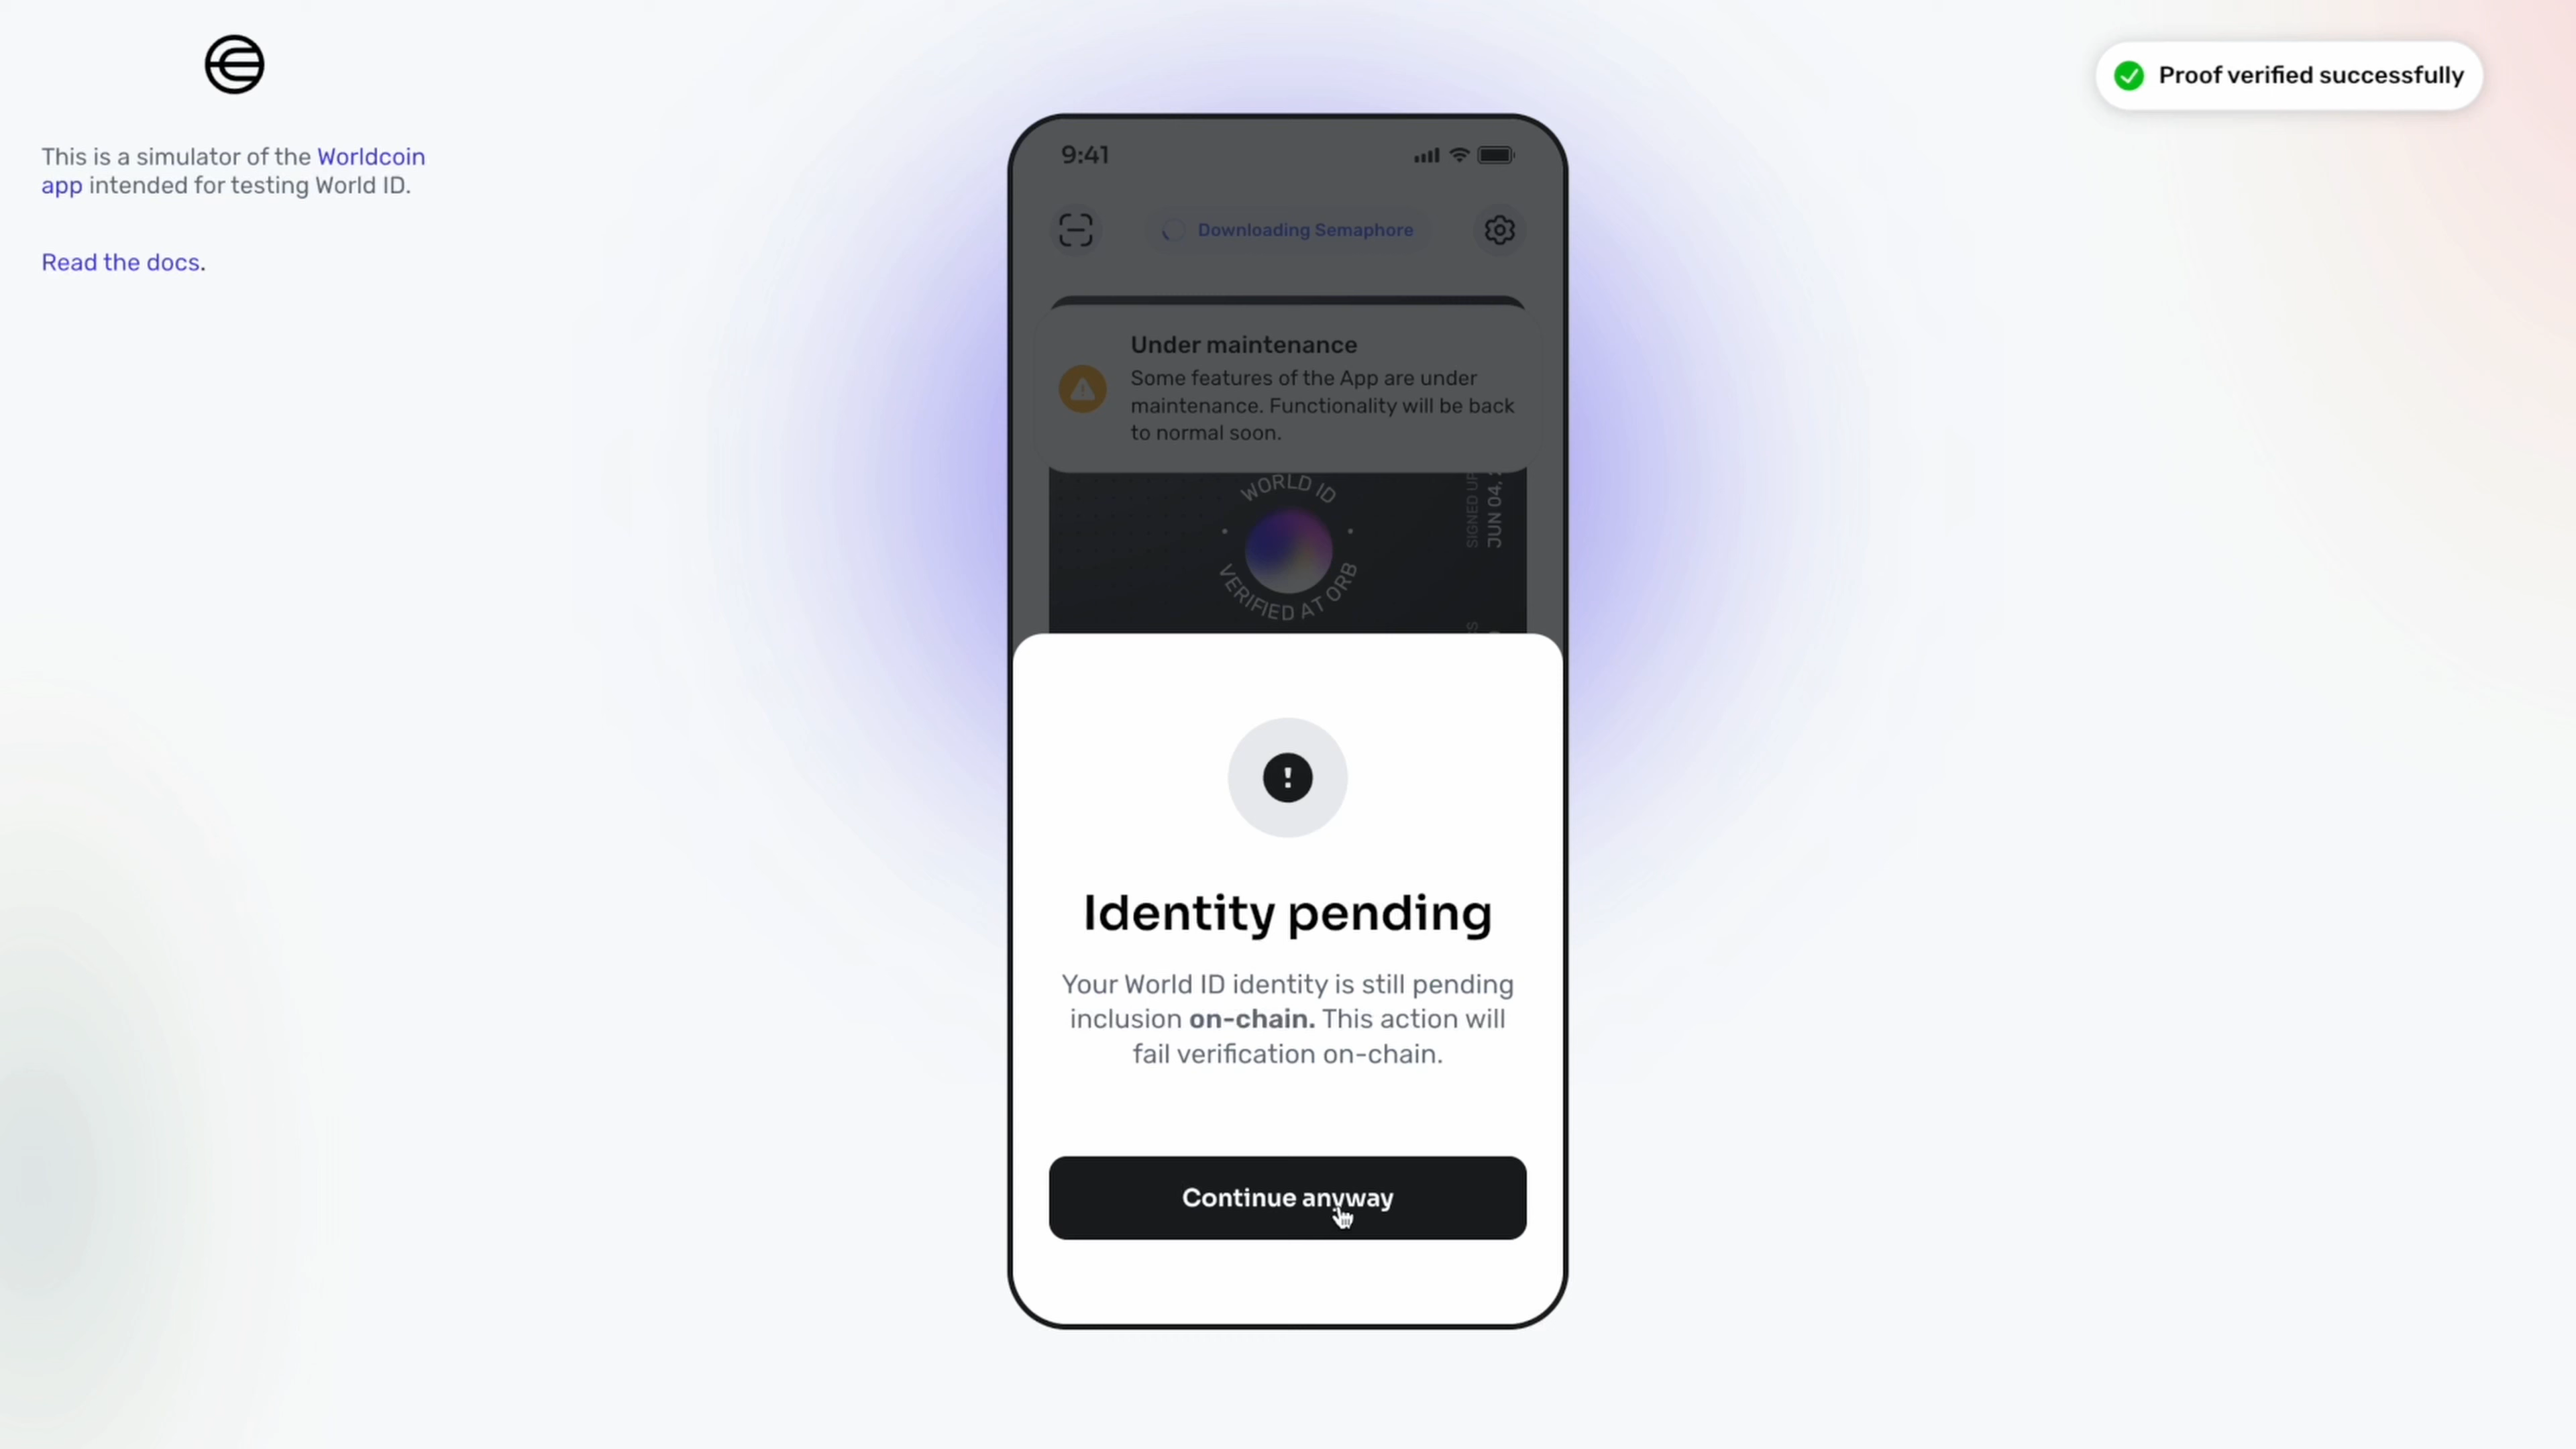 This is a simulator of the Worldcoin
app intended for testing World ID.
Read the docs.
Proof verified successfully
9:41
Downloading Semaphore
Under maintenance
Some features of the App are under
maintenance. Functionality will be back
to normal soon.
WORLD ID
VERIFIED AT ORB
SIGNED UP
JUN 04,
Identity pending
Your World ID identity is still pending
inclusion on-chain. This action will
fail verification on-chain.
Continue anyway